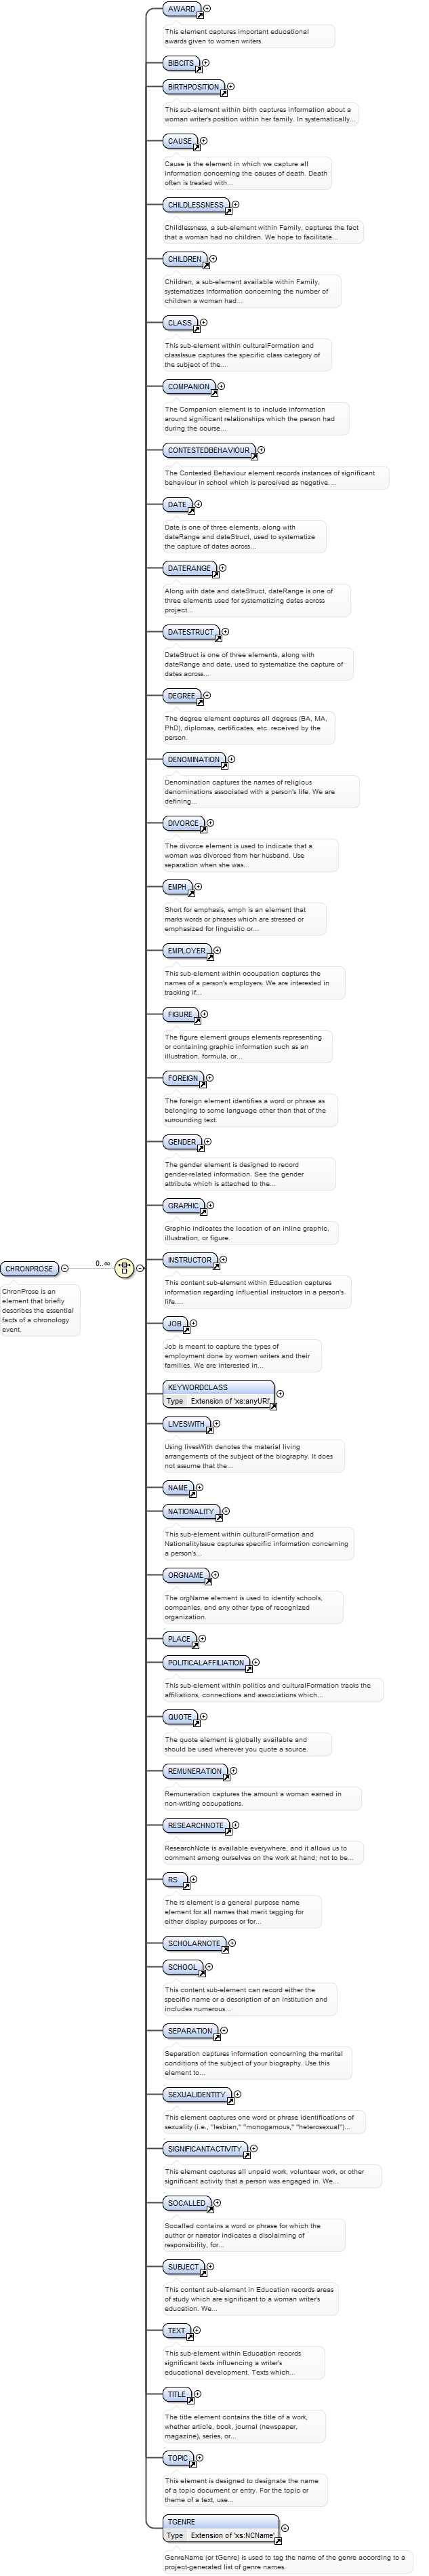 AWARD
This element captures important educational
awards given to women writers.
BIBCITS
BIRTHPOSITION
This sub-element within birth captures information about a
woman writer's position within her family. In systematically...
CAUSE
Cause is the element in which we capture all
information concerning the causes of death. Death
often is treated with...
CHILDLESSNESS
Childlessness, a sub-element within Family, captures the fact
that a woman had no children. We hope to facilitate...
CHILDREN
Children, a sub-element available within Family,
systematizes information concerning the number of
children a woman had...
CLASS
This sub-element within culturalFormation and
classIssue captures the specific class category of
the subject of the...
COMPANION
The Companion element is to include information
around significant relationships which the person had
during the course...
CONTESTEDBEHAVIOUR
The Contested Behaviour element records instances of significant
behaviour in school which is perceived as negative....
DATE
Date is one of three elements, along with
dateRange and dateStruct, used to systematize
the capture of dates across...
DATERANGE
Along with date and dateStruct, dateRange is one of
three elements used for systematizing dates across
project...
DATESTRUCT
DateStruct is one of three elements, along with
dateRange and date, used to systematize the capture of
dates across...
DEGREE
The degree element captures all degrees (BA, MA,
PhD), diplomas, certificates, etc. received by the
person.
DENOMINATION
Denomination captures the names of religious
denominations associated with a person's life. We are
defining...
DIVORCE
The divorce element is used to indicate that a
woman was divorced from her husband. Use
separation when she was...
EMPH
Short for emphasis, emph is an element that
marks words or phrases which are stressed or
emphasized for linguistic or...
EMPLOYER
This sub-element within occupation captures the
names of a person's employers. We are interested in
tracking if...
FIGURE
The figure element groups elements representing
or containing graphic information such as an
illustration, formula, or...
FOREIGN
The foreign element identifies a word or phrase as
belonging to some language other than that of the
surrounding text.
GENDER
The gender element is designed to record
gender-related information. See the gender
attribute which is attached to the...
GRAPHIC
Graphic indicates the location of an inline graphic,
illustration, or figure.
CHRONPROSE
0..∞
ChronProse is an
element that briefly
describes the essential
facts of a chronology
event.
INSTRUCTOR
This content sub-element within Education captures
information regarding influential instructors in a person's
life....
JOB
Job is meant to capture the types of
employment done by women writers and their
families. We are interested in...
KEYWORDCLASS
Type Extension of 'xs:anyURI'
LIVESWITH
Using livesWith denotes the material living
arrangements of the subject of the biography. It does
not assume that the...
NAME
NATIONALITY
This sub-element within culturalFormation and
NationalityIssue captures specific information concerning
a person's...
ORGNAME
The orgName element is used to identify schools,
companies, and any other type of recognized
organization.
PLACE
POLITICALAFFILIATION
This sub-element within politics and culturalFormation tracks the
affiliations, connections and associations which...
QUOTE
The quote element is globally available and
should be used wherever you quote a source.
REMUNERATION
Remuneration captures the amount a woman earned in
non-writing occupations.
RESEARCHNOTE
ResearchNote is available everywhere, and it allows us to
comment among ourselves on the work at hand; not to be...
RS
The rs element is a general purpose name
element for all names that merit tagging for
either display purposes or for...
SCHOLARNOTE
SCHOOL
This content sub-element can record either the
specific name or a description of an institution and
includes numerous...
SEPARATION
Separation captures information concerning the marital
conditions of the subject of your biography. Use this
element to...
SEXUALIDENTITY
This element captures one word or phrase identifications of
sexuality (i.e., "lesbian," "monogamous," "heterosexual")...
SIGNIFICANTACTIVITY
This element captures all unpaid work, volunteer work, or other
significant activity that a person was engaged in. We...
SOCALLED
Socalled contains a word or phrase for which the
author or narrator indicates a disclaiming of
responsibility, for...
SUBJECT
This content sub-element in Education records areas
of study which are significant to a woman writer's
education. We...
TEXT
This sub-element within Education records
significant texts influencing a writer's
educational development. Texts which...
TITLE
The title element contains the title of a work,
whether article, book, journal (newspaper,
magazine), series, or...
TOPIC
This element is designed to designate the name
of a topic document or entry. For the topic or
theme of a text, use...
TGENRE
Type Extension of 'xs:NCName'
GenreName (or tGenre) is used to tag the name of the genre according to a
project-generated list of genre names.